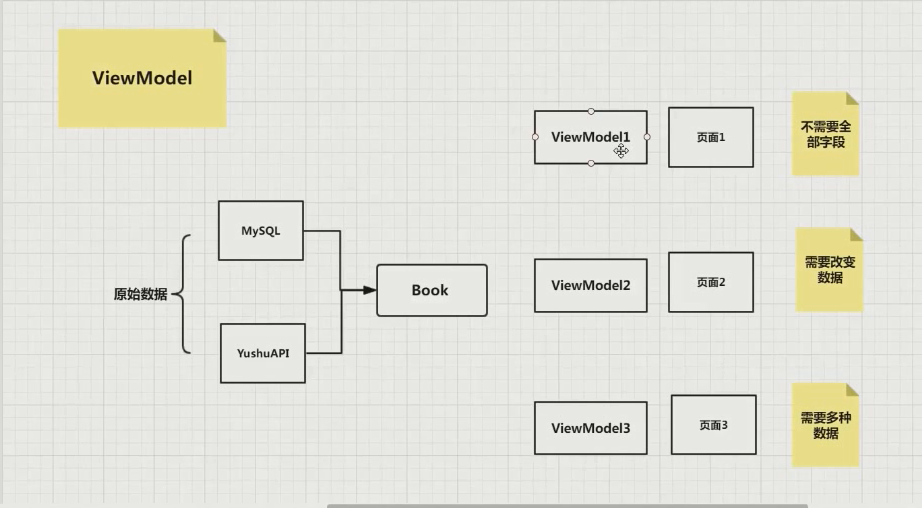 ViewModel
ViewModel1
页面1
不需要全
部字段
MySQL
原始数据
Book
YushuAPI
ViewModel2
页面2
需要改变
数据
ViewModel3
页面3
需要多种
数据